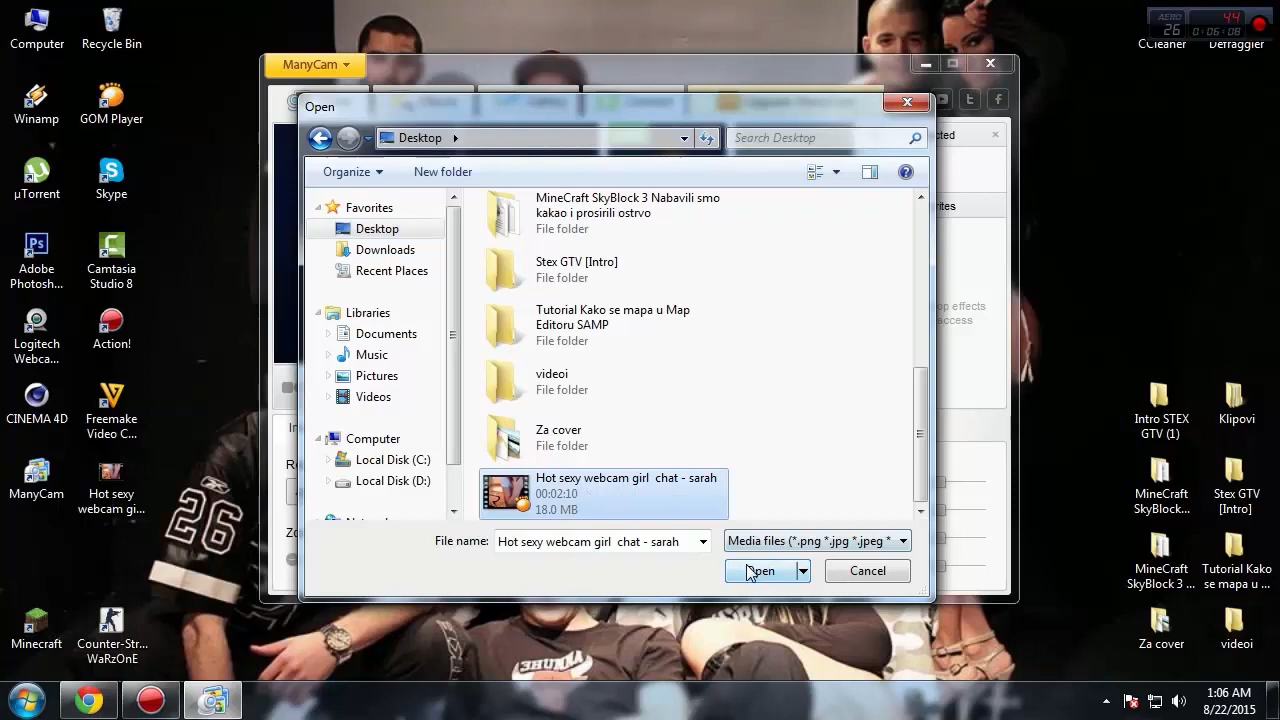 Computer
Recycle Bin
Winamp
GOM Player
µTorrent
Skype
Adobe
Photosh...
Camtasia
Studio 8
Logitech
Webca...
Action!
CINEMA 4D
Freemake
Video C...
ManyCam
Hot sexy
webcam gi...
Minecraft
Counter-Str...
WaRzOnE
26
ManyCam
Open
Desktop
Search Desktop
Organize
New folder
Favorites
Desktop
Downloads
Recent Places
Libraries
Documents
Music
Pictures
Videos
Computer
Local Disk (C:)
Local Disk (D:)
MineCraft SkyBlock 3 Nabavili smo
kakao i prosirili ostrvo
File folder
Stex GTV [Intro]
File folder
Tutorial Kako se mapa u Map
Editoru SAMP
File folder
videoi
File folder
Za cover
File folder
Hot sexy webcam girl chat - sarah
00:02:10
18.0 MB
File name:
Hot sexy webcam girl chat - sarah
Media files (*.png *.jpg *.jpeg *
Open
Cancel
AERO
26
44
0:06:08
CCleaner
Defraggler
Intro STEX
GTV (1)
Klipovi
MineCraft
SkyBlock...
Stex GTV
[Intro]
MineCraft
SkyBlock 3 ...
Tutorial Kako
se mapa u ...
Za cover
videoi
1:06 AM
8/22/2015